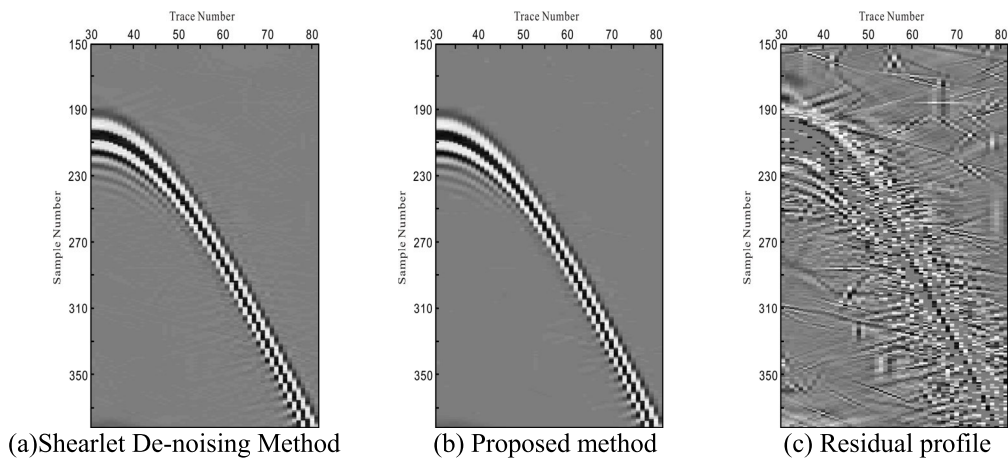 Trace Number
30 40 50 60 70 80
150
190
230
270
310
350
Sample Number
(a)Shearlet De-noising Method
Trace Number
30 40 50 60 70 80
150
190
230
270
310
350
Sample Number
(b) Proposed method
Trace Number
30 40 50 60 70 80
150
190
230
270
310
350
Sample Number
(c) Residual profile